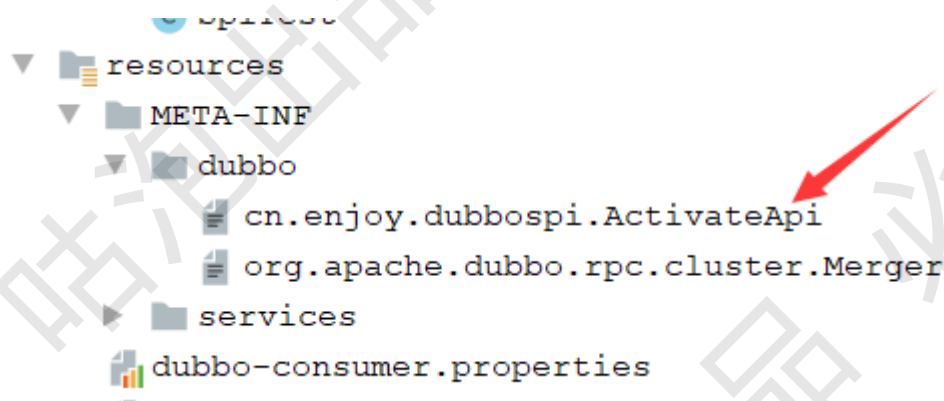 resources
META-INF
dubbo
cn.enjoy.dubbospi.ActivateApi
org.apache.dubbo.rpc.cluster.Merger
services
dubbo-consumer.properties